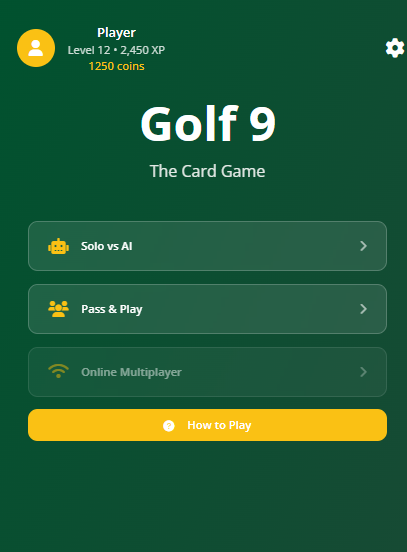 Player
Level 12 • 2,450 XP
1250 coins
Golf 9
The Card Game
Solo vs AI
Pass & Play
Online Multiplayer
How to Play